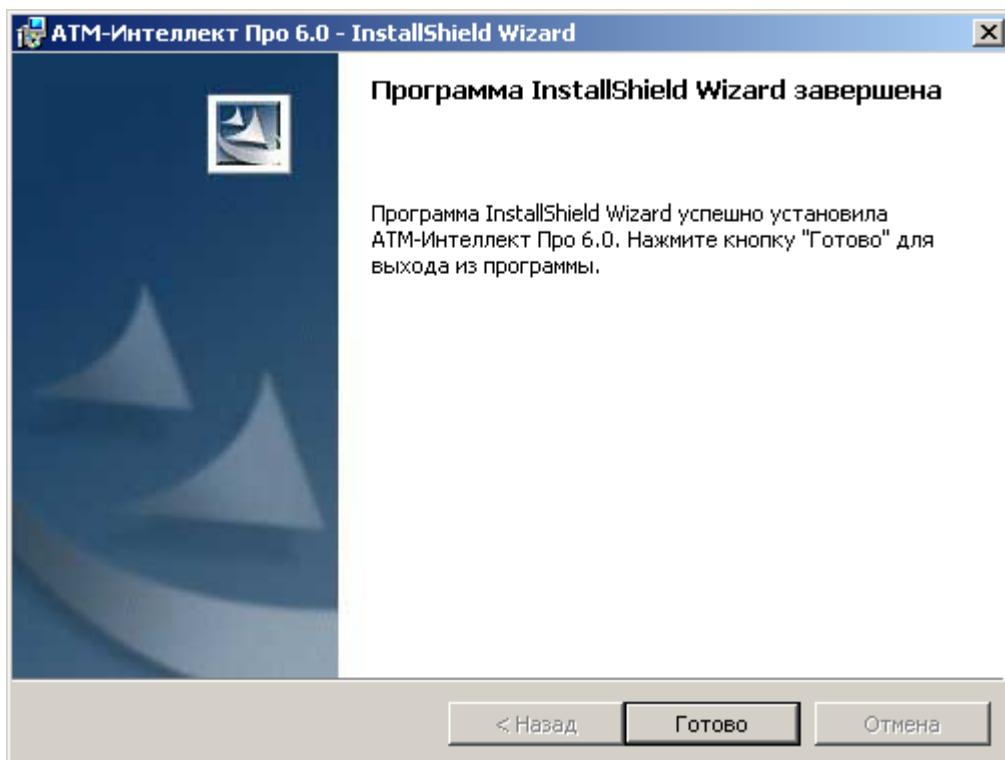 АТМ-Интеллект Про 6.0 - InstallShield Wizard
Программа InstallShield Wizard завершена
Программа InstallShield Wizard успешно установила
АТМ-Интеллект Про 6.0. Нажмите кнопку "Готово" для
выхода из программы.
< Назад
Готово
Отмена